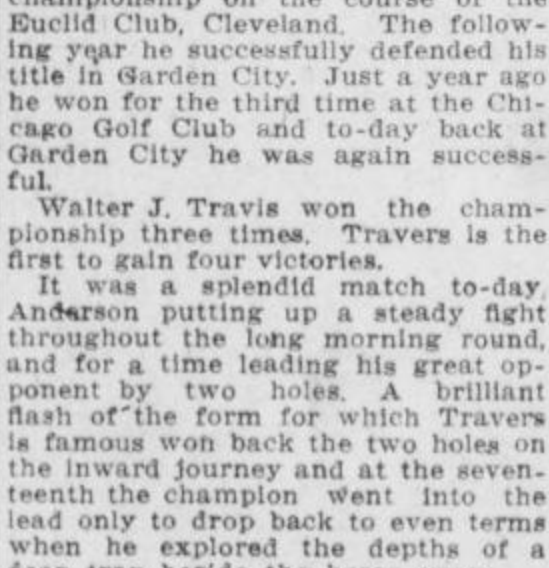 championship on the course of the
Euclid Club, Cleveland. The follow-
ing year he successfully defended his
title in Garden City. Just a year ago
he won for the third time at the Chi-
cago Golf Club and to-day back at
Garden City he was again success-
ful.
Walter J. Travis won the cham-
pionship three times. Travers is the
first to gain four victories.
It was a splendid match to-day,
Anderson putting up a steady fight
throughout the long morning round,
and for a time leading his great op-
ponent by two holes. A brilliant
flash of the form for which Travers
is famous won back the two holes on
the inward journey and at the seven-
teenth the champion went into the
lead only to drop back to even terms
when he explored the depths of a